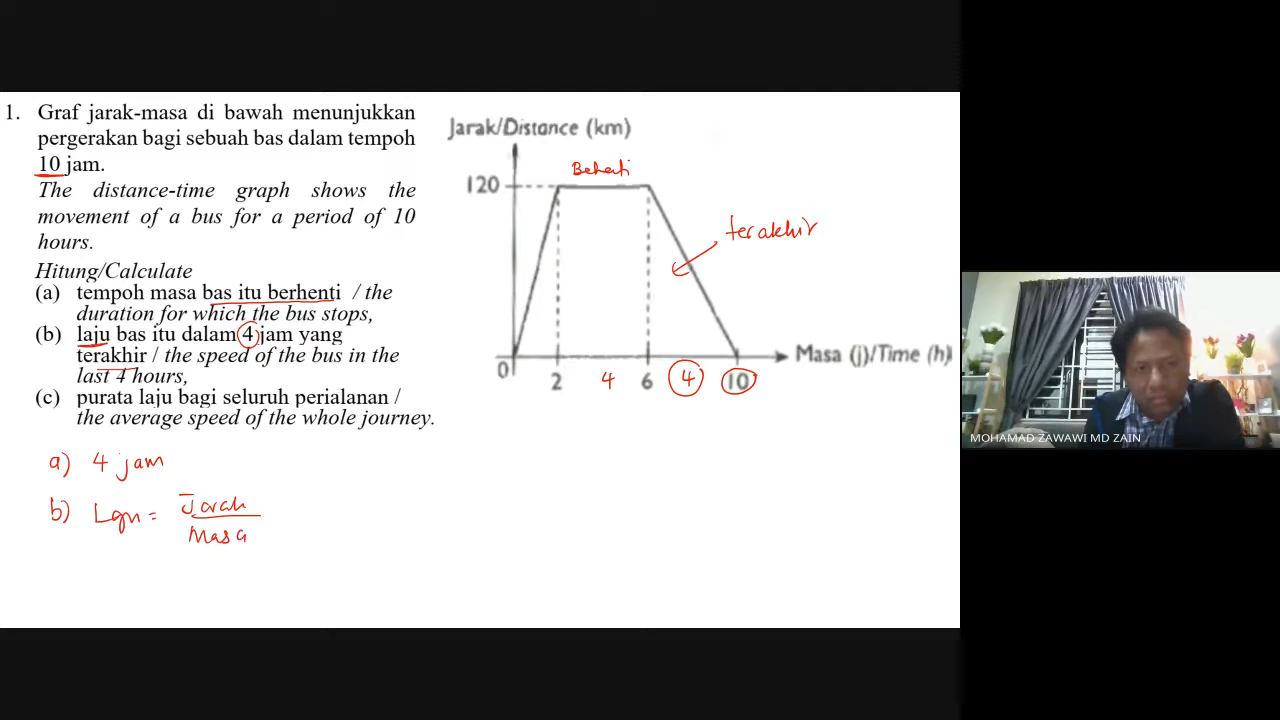 1. Graf jarak-masa di bawah menunjukkan
pergerakan bagi sebuah bas dalam tempoh
10 jam.
The distance-time graph shows the
movement of a bus for a period of 10
hours.
Hitung/Calculate
(a) tempoh masa bas itu berhenti / the
duration for which the bus stops,
(b) laju bas itu dalam 4 jam yang
terakhir / the speed of the bus in the
last 4 hours,
(c) purata laju bagi seluruh perialanan /
the average speed of the whole journey.
a) 4 jam
b) Laju = Jarak
Masa
Jarak/Distance (km)
Berhenti
120
terakhir
0 2 4 6 4 10
Masa (j)/Time (h)
MOHAMAD ZAWAWI MD ZAIN